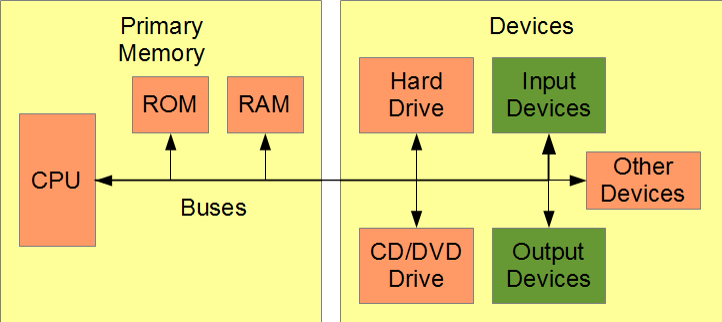 Primary
Memory
ROM
RAM
CPU
Buses
Devices
Hard
Drive
Input
Devices
Other
Devices
CD/DVD
Drive
Output
Devices